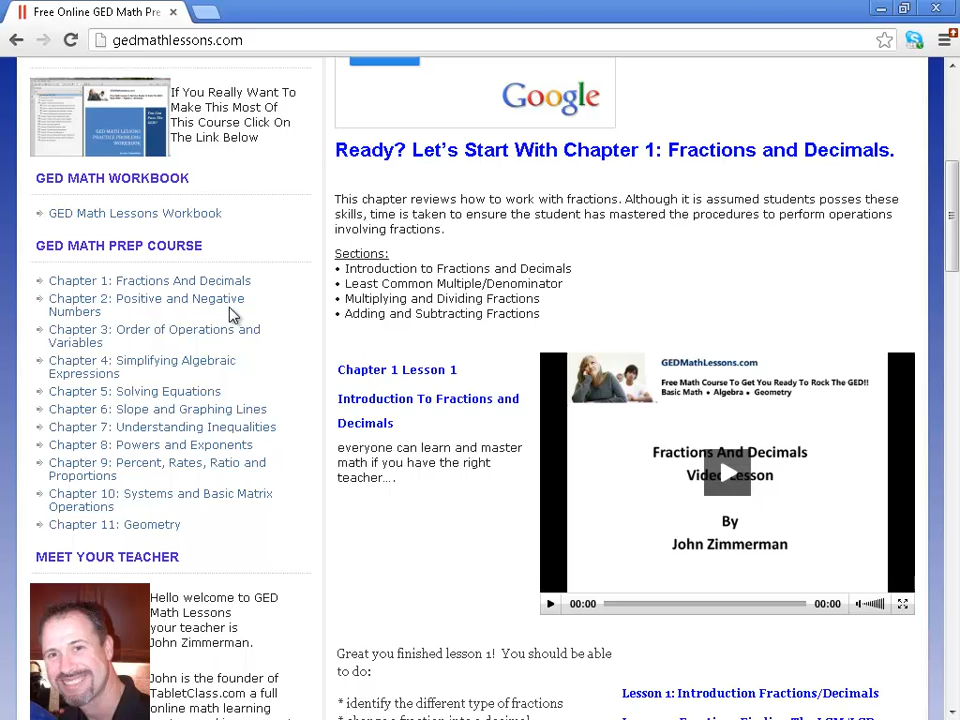 Free Online GED Math Pre
gedmathlessons.com
If You Really Want To
Make This Most Of
This Course Click On
The Link Below
GED MATH WORKBOOK
GED Math Lessons Workbook
GED MATH PREP COURSE
Chapter 1: Fractions And Decimals
Chapter 2: Positive and Negative
Numbers
Chapter 3: Order of Operations and
Variables
Chapter 4: Simplifying Algebraic
Expressions
Chapter 5: Solving Equations
Chapter 6: Slope and Graphing Lines
Chapter 7: Understanding Inequalities
Chapter 8: Powers and Exponents
Chapter 9: Percent, Rates, Ratio and
Proportions
Chapter 10: Systems and Basic Matrix
Operations
Chapter 11: Geometry
MEET YOUR TEACHER
Hello welcome to GED
Math Lessons
your teacher is
John Zimmerman.
John is the founder of
TabletClass.com a full
online math learning
Google
Ready? Let's Start With Chapter 1: Fractions and Decimals.
This chapter reviews how to work with fractions. Although it is assumed students posses these
skills, time is taken to ensure the student has mastered the procedures to perform operations
involving fractions.
Sections:
• Introduction to Fractions and Decimals
• Least Common Multiple/Denominator
• Multiplying and Dividing Fractions
• Adding and Subtracting Fractions
Chapter 1 Lesson 1
Introduction To Fractions and
Decimals
everyone can learn and master
math if you have the right
teacher….
GEDMathLessons.com
Free Math Course To Get You Ready To Rock The GED!!
Basic Math • Algebra • Geometry
Fractions And Decimals
Video Lesson
By
John Zimmerman
00:00
00:00
Great you finished lesson 1! You should be able
to do:
* identify the different type of fractions
Lesson 1: Introduction Fractions/Decimals